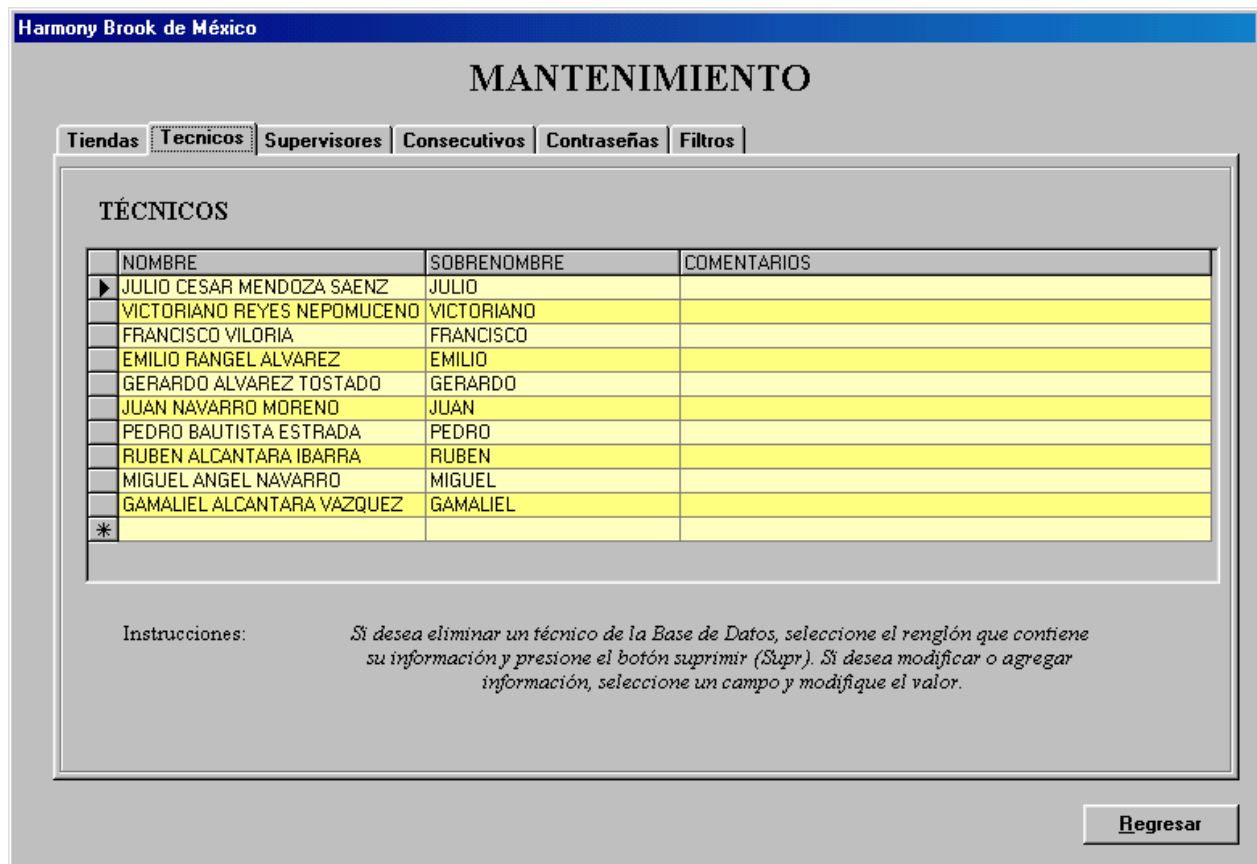 Harmony Brook de México
MANTENIMIENTO
Tiendas Tecnicos Supervisores Consecutivos Contraseñas Filtros
TÉCNICOS
NOMBRE SOBRENOMBRE COMENTARIOS
JULIO CESAR MENDOZA SAENZ JULIO
VICTORIANO REYES NEPOMUCENO VICTORIANO
FRANCISCO VILORIA FRANCISCO
EMILIO RANGEL ALVAREZ EMILIO
GERARDO ALVAREZ TOSTADO GERARDO
JUAN NAVARRO MORENO JUAN
PEDRO BAUTISTA ESTRADA PEDRO
RUBEN ALCANTARA IBARRA RUBEN
MIGUEL ANGEL NAVARRO MIGUEL
GAMALIEL ALCANTARA VAZQUEZ GAMALIEL
Instrucciones: Si desea eliminar un técnico de la Base de Datos, seleccione el renglón que contiene
su información y presione el botón suprimir (Supr). Si desea modificar o agregar
información, seleccione un campo y modifique el valor.
Regresar